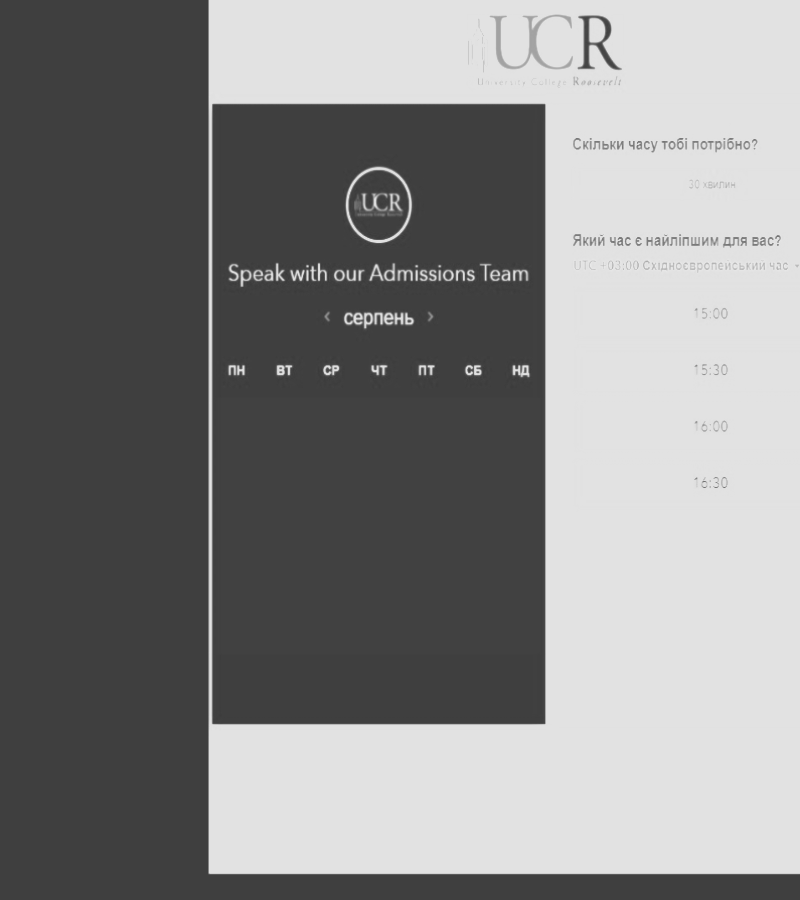 UCR
University College Roosevelt
UCR
Speak with our Admissions Team
‹ серпень ›
ПН ВТ СР ЧТ ПТ СБ НД
Скільки часу тобі потрібно?
30 хвилин
Який час є найліпшим для вас?
UTC +03:00 Східноєвропейський час
15:00
15:30
16:00
16:30